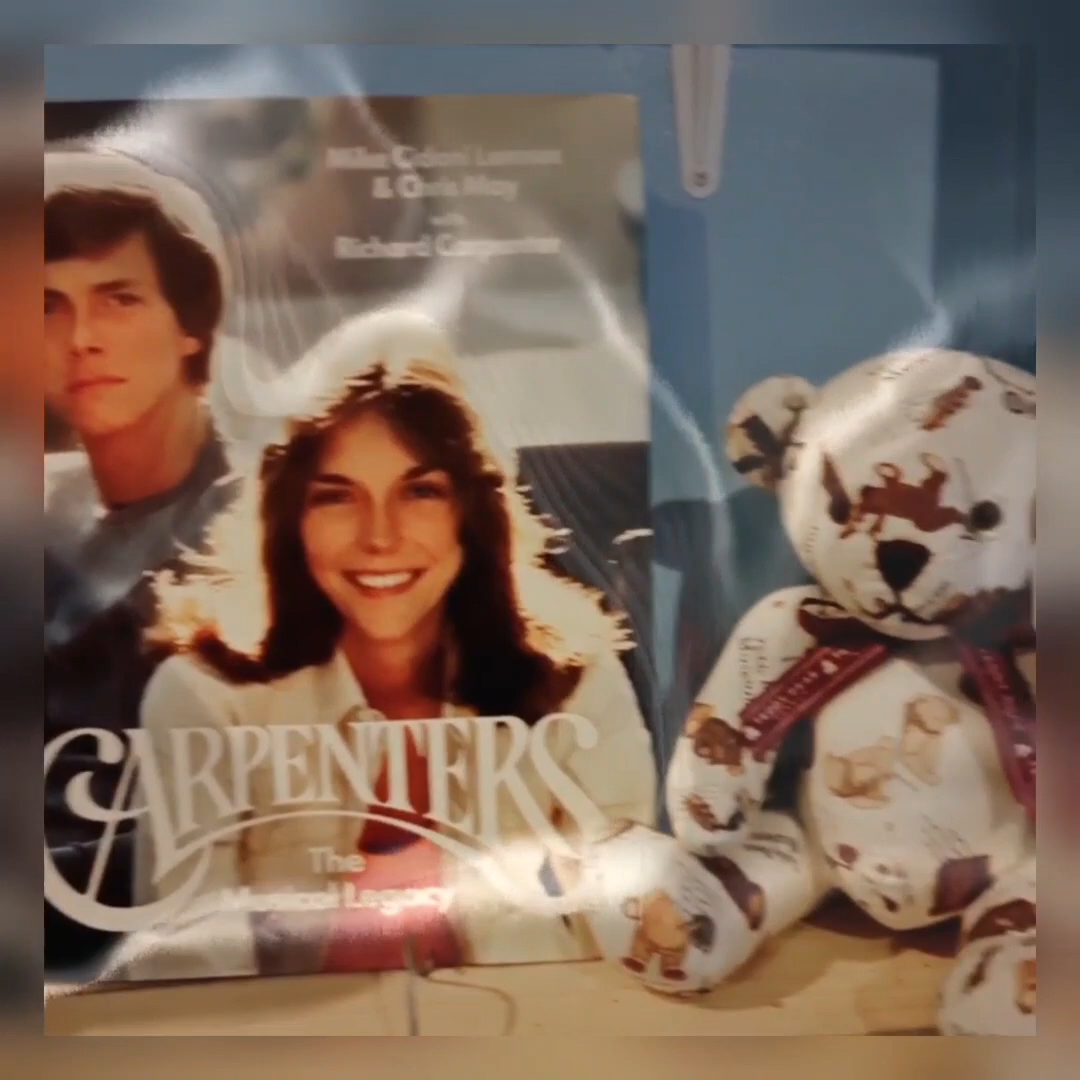 Mike Cidoni Lennox
& Chris May
with
Richard Carpenter
CARPENTERS
The
Musical Legacy